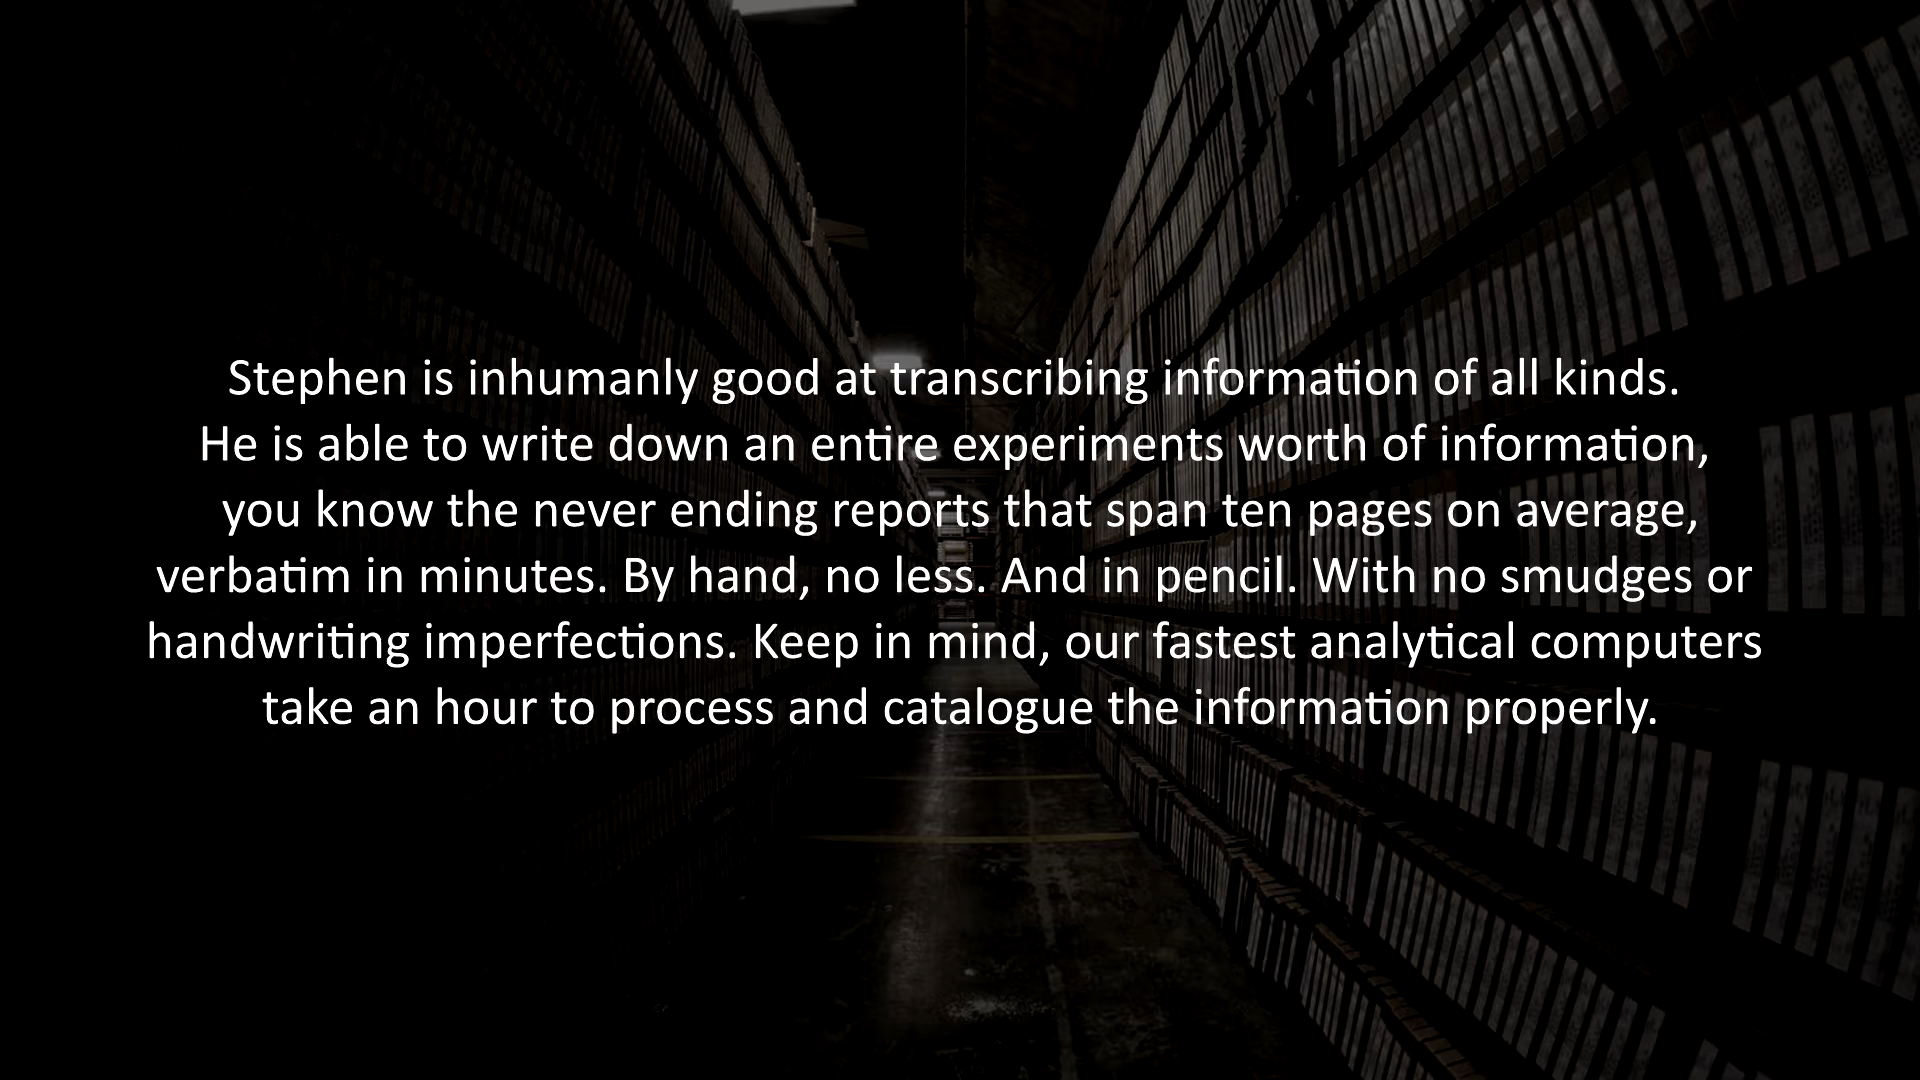 Stephen is inhumanly good at transcribing information of all kinds.
He is able to write down an entire experiments worth of information,
you know the never ending reports that span ten pages on average,
verbatim in minutes. By hand, no less. And in pencil. With no smudges or
handwriting imperfections. Keep in mind, our fastest analytical computers
take an hour to process and catalogue the information properly.